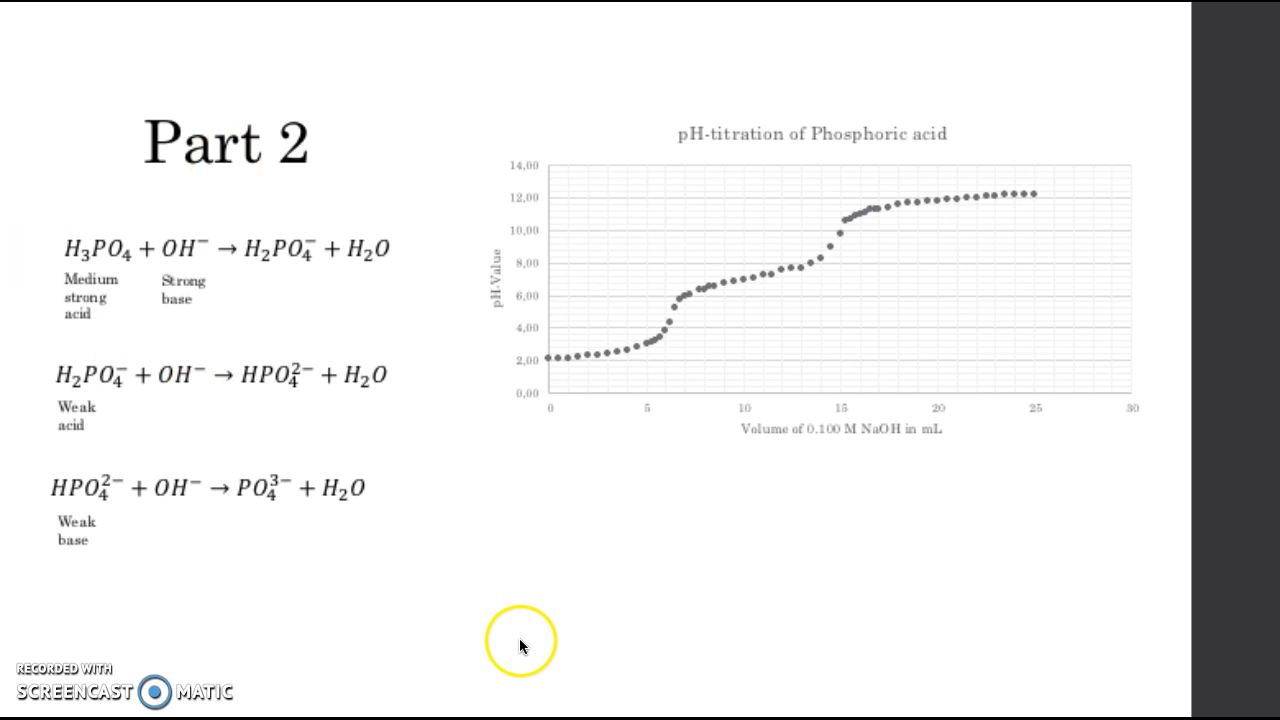 Part 2
H₃PO₄ + OH⁻ → H₂PO₄⁻ + H₂O
Medium
strong
acid
Strong
base
H₂PO₄⁻ + OH⁻ → HPO₄²⁻ + H₂O
Weak
acid
HPO₄²⁻ + OH⁻ → PO₄³⁻ + H₂O
Weak
base
pH-titration of Phosphoric acid
pH-Value
14,00
12,00
10,00
8,00
6,00
4,00
2,00
0,00
0 5 10 15 20 25 30
Volume of 0.100 M NaOH in mL
RECORDED WITH
SCREENCAST MATIC